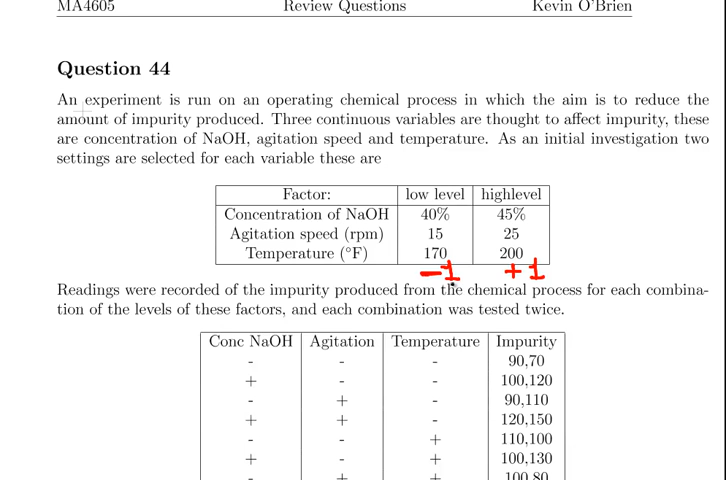 MA4605 Review Questions Kevin O'Brien
Question 44
An experiment is run on an operating chemical process in which the aim is to reduce the
amount of impurity produced. Three continuous variables are thought to affect impurity, these
are concentration of NaOH, agitation speed and temperature. As an initial investigation two
settings are selected for each variable these are
Factor: low level highlevel
Concentration of NaOH 40% 45%
Agitation speed (rpm) 15 25
Temperature (°F) 170 200
-1 +1
Readings were recorded of the impurity produced from the chemical process for each combina-
tion of the levels of these factors, and each combination was tested twice.
Conc NaOH Agitation Temperature Impurity
- - - 90,70
+ - - 100,120
- + - 90,110
+ + - 120,150
- - + 110,100
+ - + 100,130
- + + 100,80